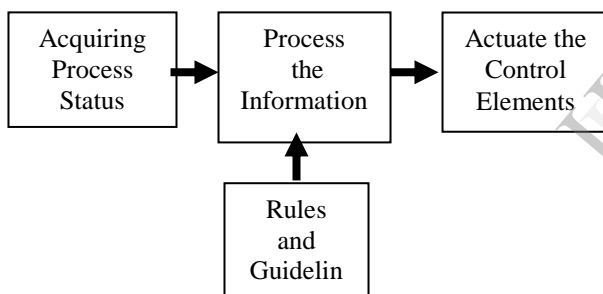 Acquiring
Process
Status
Process
the
Information
Actuate the
Control
Elements
Rules
and
Guidelin